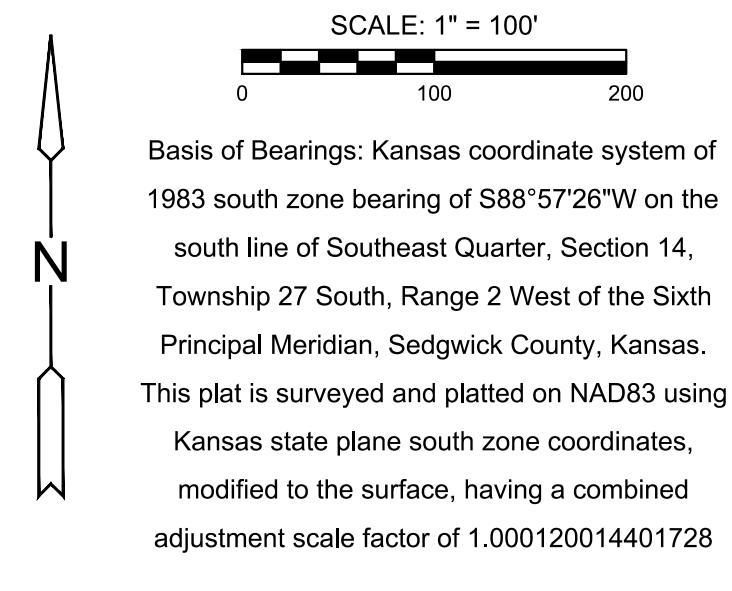 SCALE: 1" = 100'
0 100 200
Basis of Bearings: Kansas coordinate system of
1983 south zone bearing of S88°57'26"W on the
south line of Southeast Quarter, Section 14,
Township 27 South, Range 2 West of the Sixth
Principal Meridian, Sedgwick County, Kansas.
This plat is surveyed and platted on NAD83 using
Kansas state plane south zone coordinates,
modified to the surface, having a combined
adjustment scale factor of 1.000120014401728
N